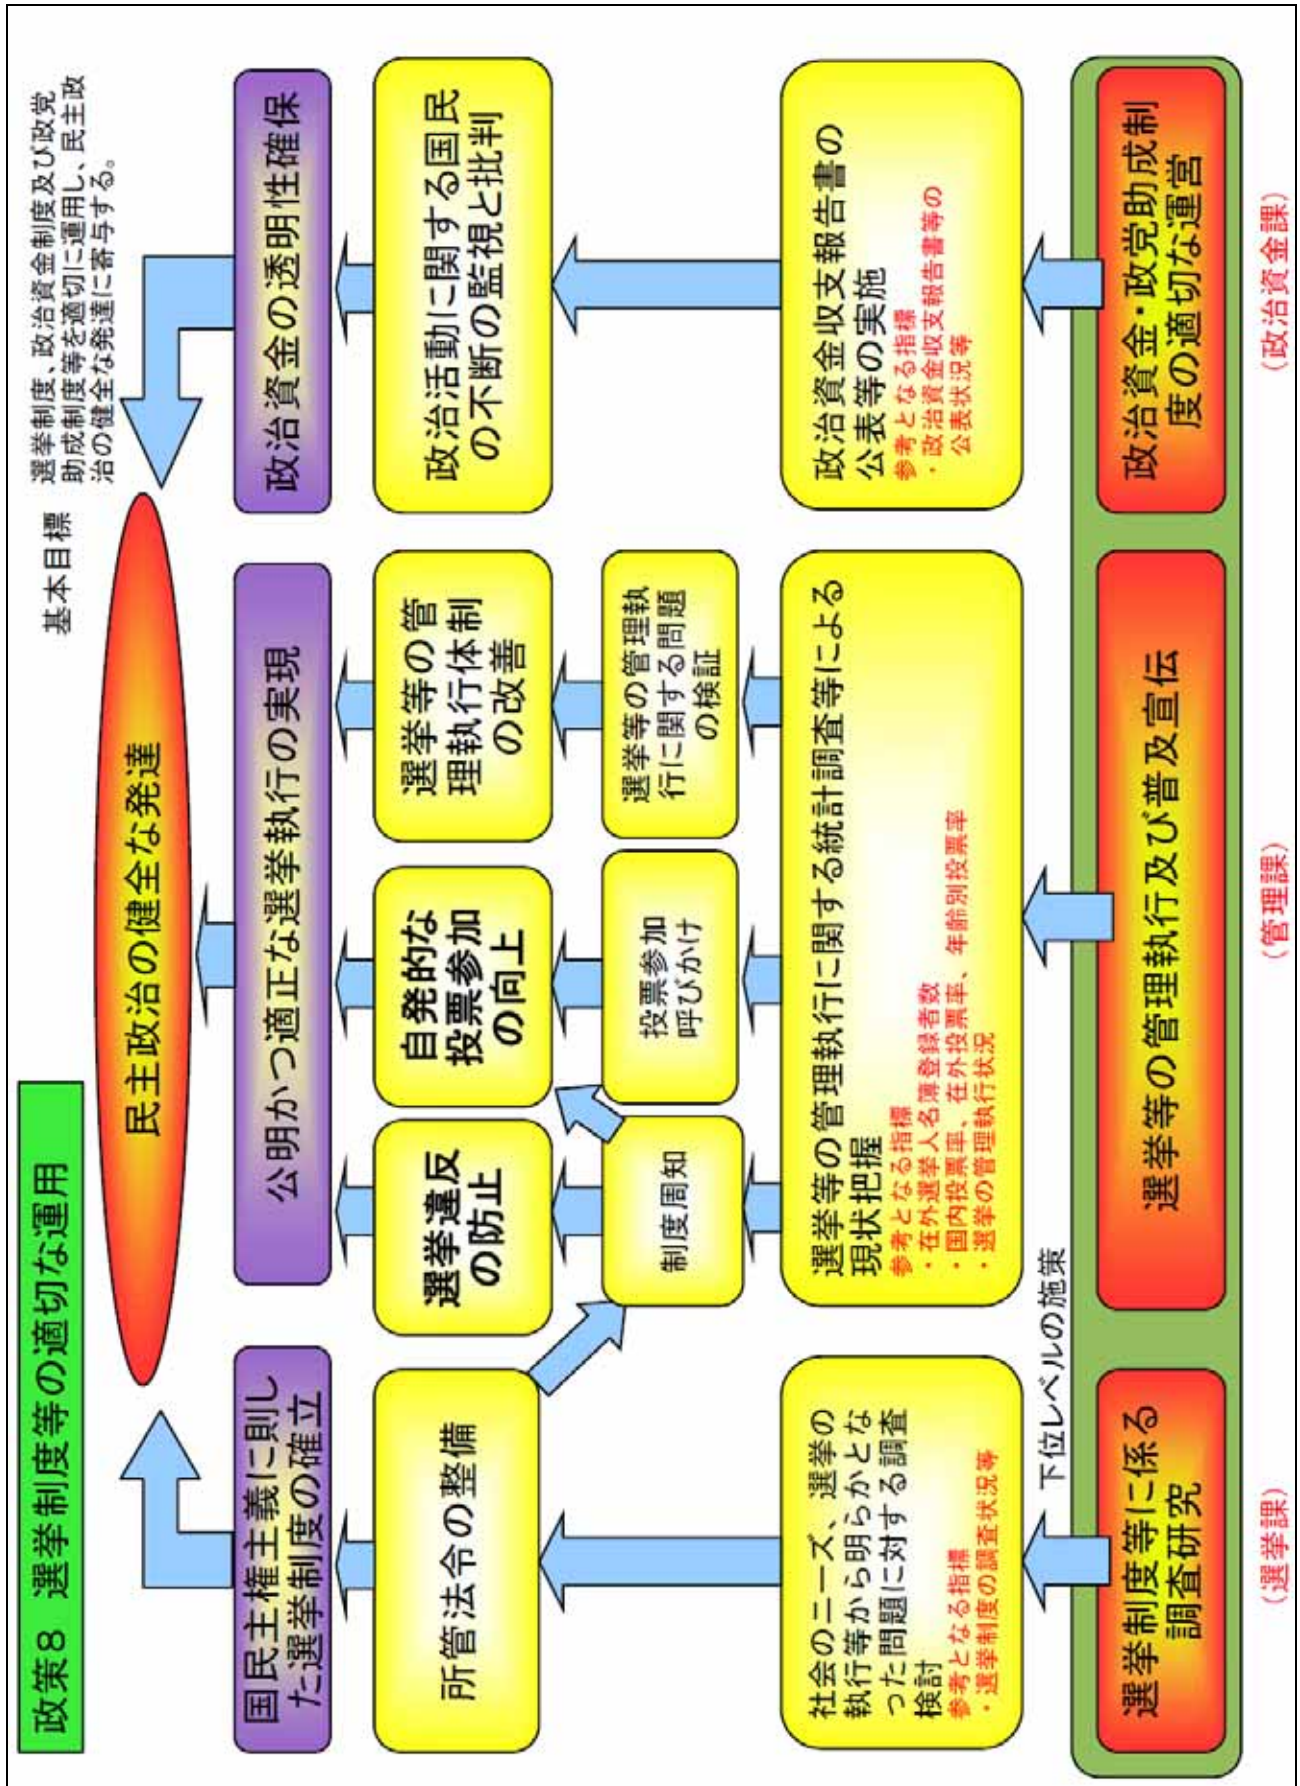 政策８　選挙制度等の適切な運用
基本目標
選挙制度、政治資金制度及び政党
助成制度等を適切に運用し、民主政
治の健全な発達に寄与する。
民主政治の健全な発達
国民主権主義に則し
た選挙制度の確立
公明かつ適正な選挙執行の実現
政治資金の透明性確保
所管法令の整備
選挙違反
の防止
自発的な
投票参加
の向上
選挙等の管
理執行体制
の改善
政治活動に関する国民
の不断の監視と批判
制度周知
投票参加
呼びかけ
選挙等の管理執
行に関する問題
の検証
社会のニーズ、選挙の
執行等から明らかとな
った問題に対する調査
検討
参考となる指標
・選挙制度の調査状況等
選挙等の管理執行に関する統計調査等による
現状把握
参考となる指標
・在外選挙人名簿登録者数
・国内投票率、在外投票率、年齢別投票率
・選挙の管理執行状況
政治資金収支報告書の
公表等の実施
参考となる指標
・政治資金収支報告書等の
公表状況等
下位レベルの施策
選挙制度等に係る
調査研究
選挙等の管理執行及び普及宣伝
政治資金・政党助成制
度の適切な運営
（選挙課）
（管理課）
（政治資金課）